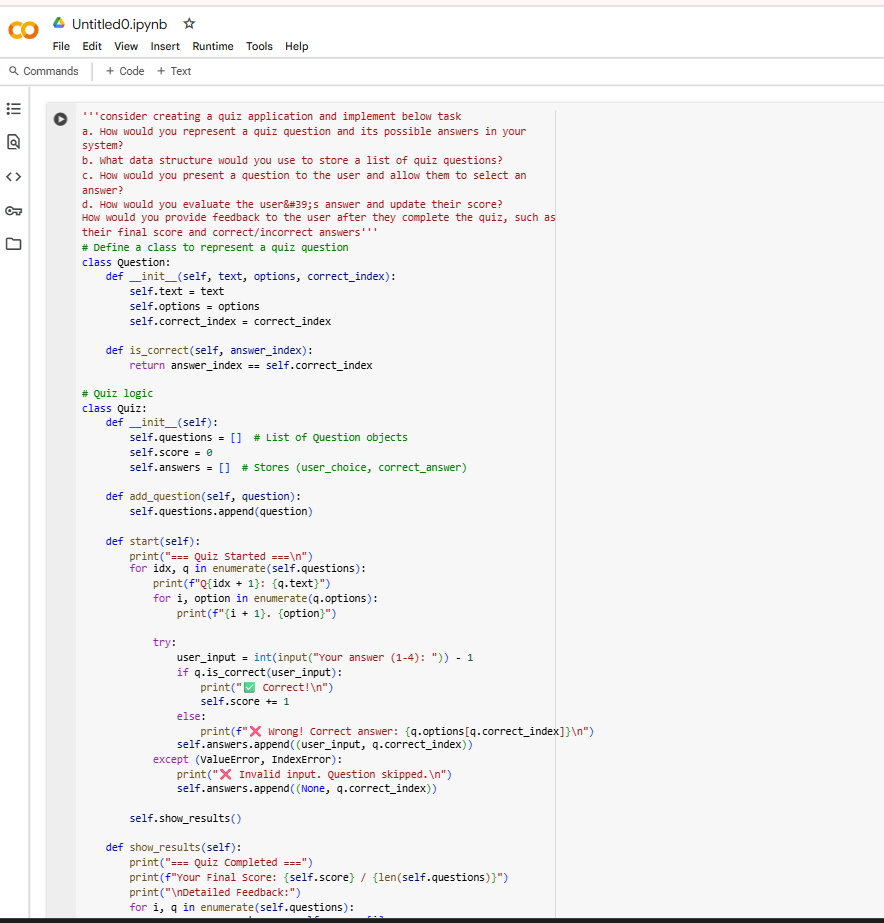 Untitled0.ipynb
File Edit View Insert Runtime Tools Help
Commands + Code + Text
'''consider creating a quiz application and implement below task
a. How would you represent a quiz question and its possible answers in your
system?
b. What data structure would you use to store a list of quiz questions?
c. How would you present a question to the user and allow them to select an
answer?
d. How would you evaluate the user&#39;s answer and update their score?
How would you provide feedback to the user after they complete the quiz, such as
their final score and correct/incorrect answers'''
# Define a class to represent a quiz question
class Question:
    def __init__(self, text, options, correct_index):
        self.text = text
        self.options = options
        self.correct_index = correct_index

    def is_correct(self, answer_index):
        return answer_index == self.correct_index

# Quiz logic
class Quiz:
    def __init__(self):
        self.questions = []  # List of Question objects
        self.score = 0
        self.answers = []  # Stores (user_choice, correct_answer)

    def add_question(self, question):
        self.questions.append(question)

    def start(self):
        print("=== Quiz Started ===\n")
        for idx, q in enumerate(self.questions):
            print(f"Q{idx + 1}: {q.text}")
            for i, option in enumerate(q.options):
                print(f"{i + 1}. {option}")

            try:
                user_input = int(input("Your answer (1-4): ")) - 1
                if q.is_correct(user_input):
                    print("✅ Correct!\n")
                    self.score += 1
                else:
                    print(f"❌ Wrong! Correct answer: {q.options[q.correct_index]}\n")
                self.answers.append((user_input, q.correct_index))
            except (ValueError, IndexError):
                print("❌ Invalid input. Question skipped.\n")
                self.answers.append((None, q.correct_index))

        self.show_results()

    def show_results(self):
        print("=== Quiz Completed ===")
        print(f"Your Final Score: {self.score} / {len(self.questions)}")
        print("\nDetailed Feedback:")
        for i, q in enumerate(self.questions):